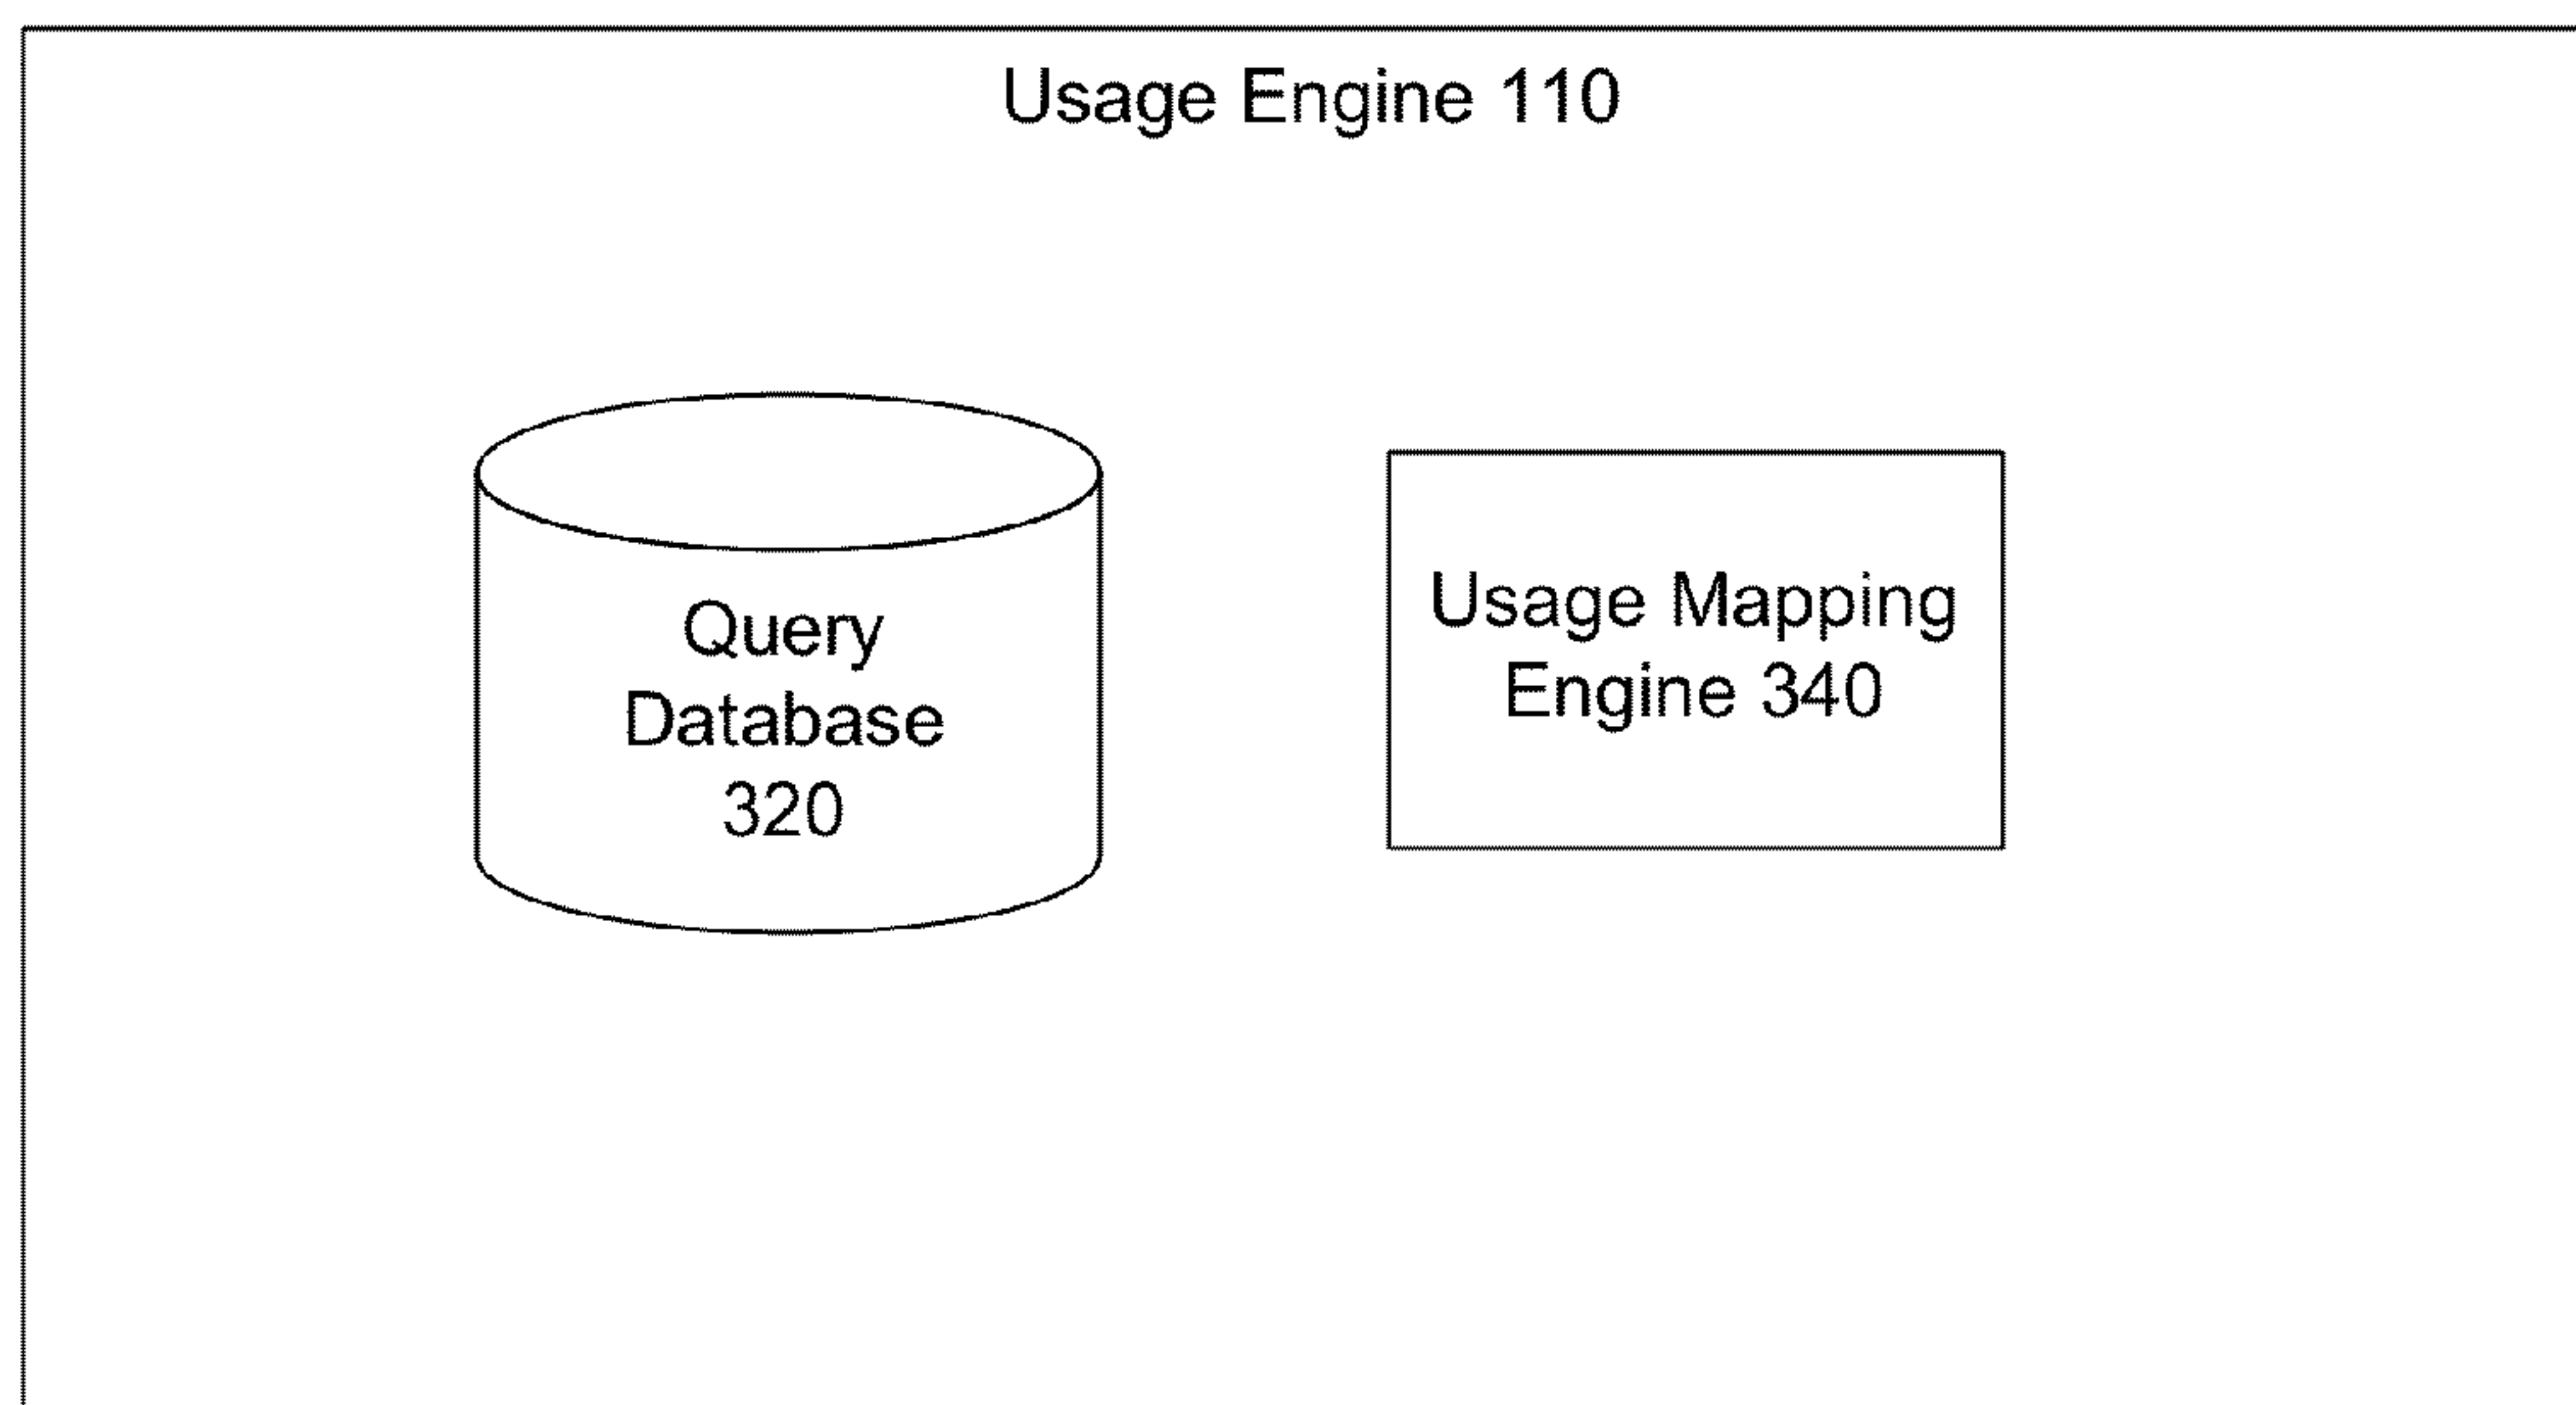 Usage Engine 110
Query
Database
320
Usage Mapping
Engine 340